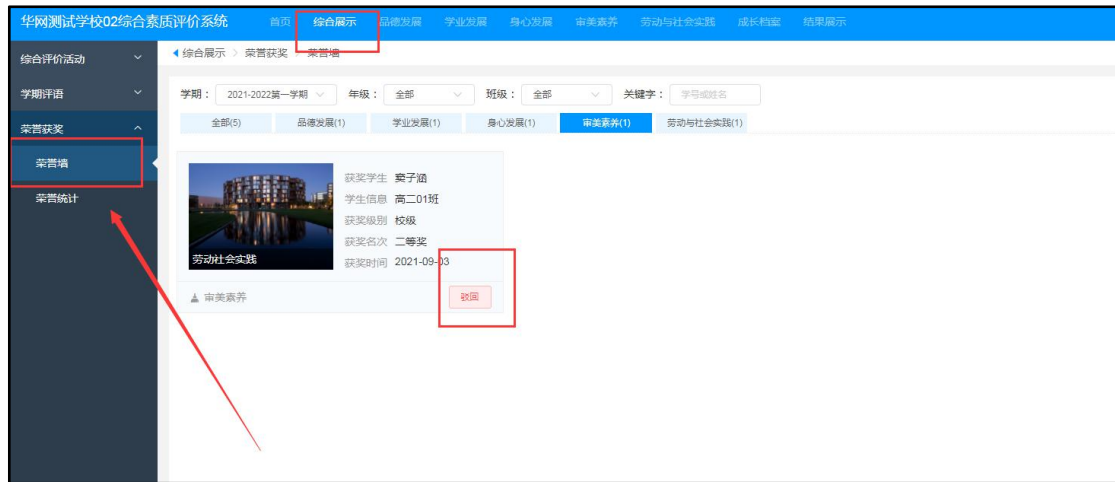 华网测试学校02综合素质评价系统 首页 综合展示 品德发展 学业发展 身心发展 审美素养 劳动与社会实践 成长档案 结果展示
综合评价活动
学期评语
荣誉获奖
荣誉墙
荣誉统计
综合展示 > 荣誉获奖 > 荣誉墙
学期： 2021-2022第一学期 年级： 全部 班级： 全部 关键字： 学号或姓名
全部(5) 品德发展(1) 学业发展(1) 身心发展(1) 审美素养(1) 劳动与社会实践(1)
劳动社会实践
获奖学生 窦子涵
学生信息 高二01班
获奖级别 校级
获奖名次 二等奖
获奖时间 2021-09-03
审美素养 驳回